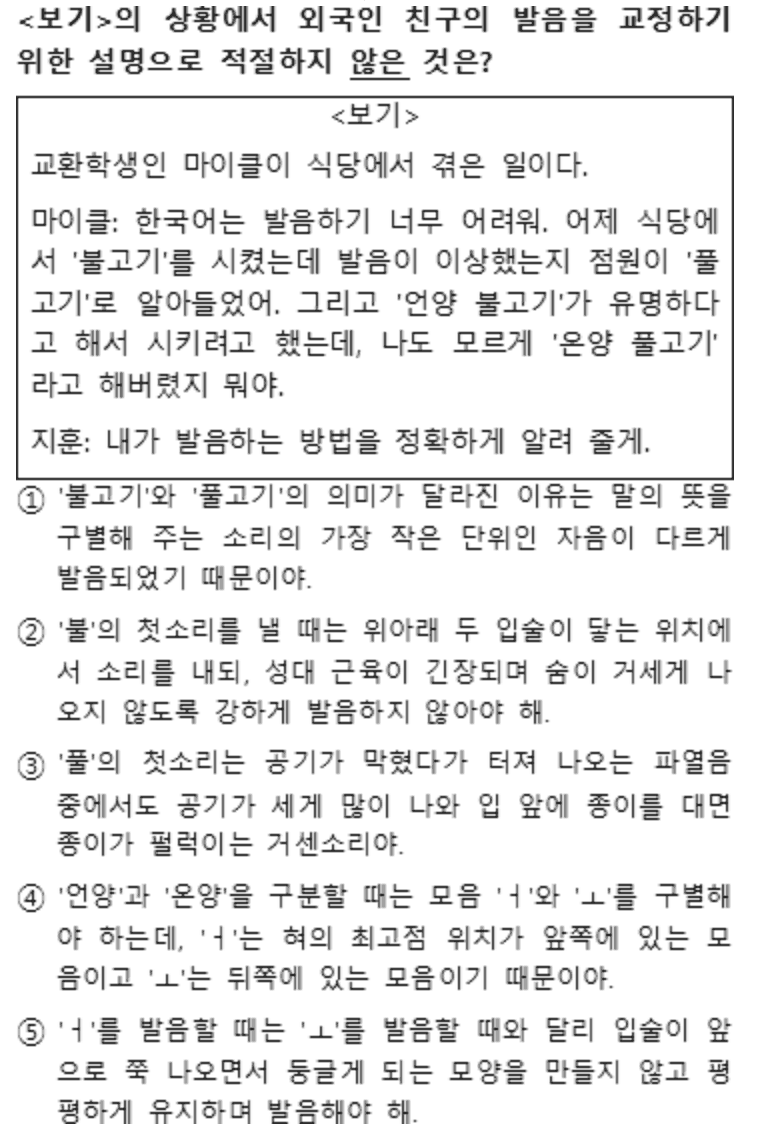 <보기>의 상황에서 외국인 친구의 발음을 교정하기
위한 설명으로 적절하지 않은 것은?
<보기>
교환학생인 마이클이 식당에서 겪은 일이다.
마이클: 한국어는 발음하기 너무 어려워. 어제 식당에
서 '불고기'를 시켰는데 발음이 이상했는지 점원이 '풀
고기'로 알아들었어. 그리고 '언양 불고기'가 유명하다
고 해서 시키려고 했는데, 나도 모르게 '온양 풀고기'
라고 해버렸지 뭐야.
지훈: 내가 발음하는 방법을 정확하게 알려 줄게.
① '불고기'와 '풀고기'의 의미가 달라진 이유는 말의 뜻을
구별해 주는 소리의 가장 작은 단위인 자음이 다르게
발음되었기 때문이야.
② '불'의 첫소리를 낼 때는 위아래 두 입술이 닿는 위치에
서 소리를 내되, 성대 근육이 긴장되며 숨이 거세게 나
오지 않도록 강하게 발음하지 않아야 해.
③ '풀'의 첫소리는 공기가 막혔다가 터져 나오는 파열음
중에서도 공기가 세게 많이 나와 입 앞에 종이를 대면
종이가 펄럭이는 거센소리야.
④ '언양'과 '온양'을 구분할 때는 모음 'ㅓ'와 'ㅗ'를 구별해
야 하는데, 'ㅓ'는 혀의 최고점 위치가 앞쪽에 있는 모
음이고 'ㅗ'는 뒤쪽에 있는 모음이기 때문이야.
⑤ 'ㅓ'를 발음할 때는 'ㅗ'를 발음할 때와 달리 입술이 앞
으로 쭉 나오면서 둥글게 되는 모양을 만들지 않고 평
평하게 유지하며 발음해야 해.